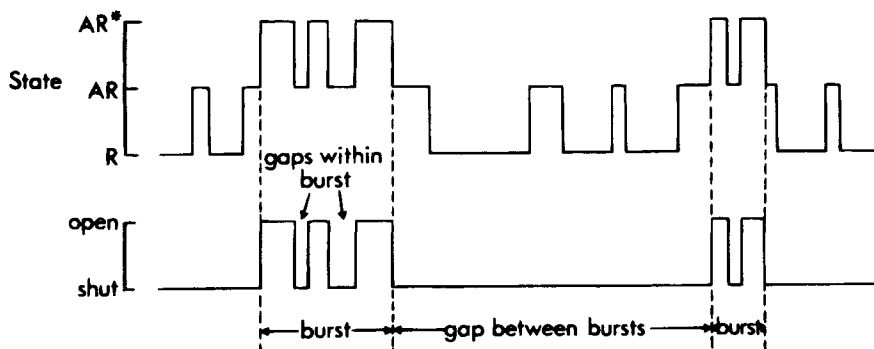 AR*
State
AR
R
gaps within
burst
open
shut
burst
gap between bursts
burst